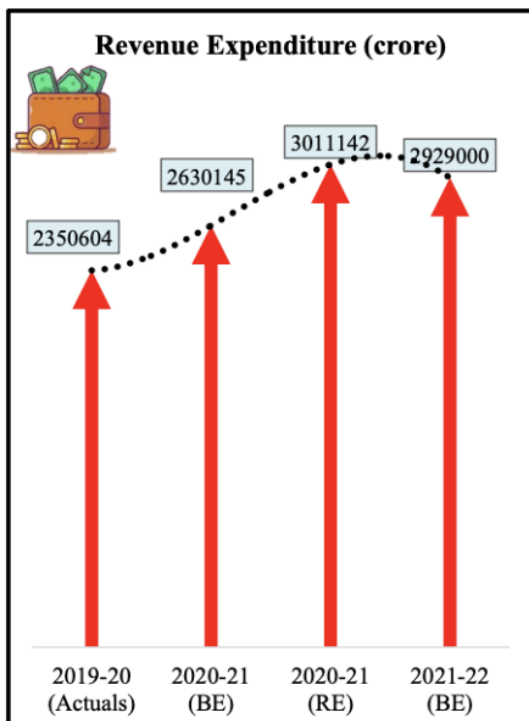 Revenue Expenditure (crore)
3011142
2929000
2630145
2350604
2019-20 2020-21 2020-21 2021-22
(Actuals) (BE) (RE) (BE)